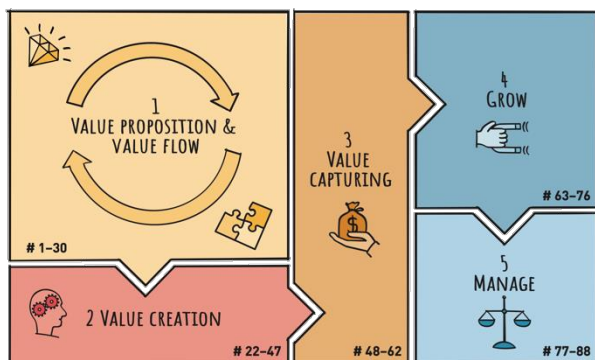 1
VALUE PROPOSITION &
VALUE FLOW
# 1–30
2 VALUE CREATION
# 22–47
3
VALUE
CAPTURING
$
# 48–62
4
GROW
# 63–76
5
MANAGE
# 77–88